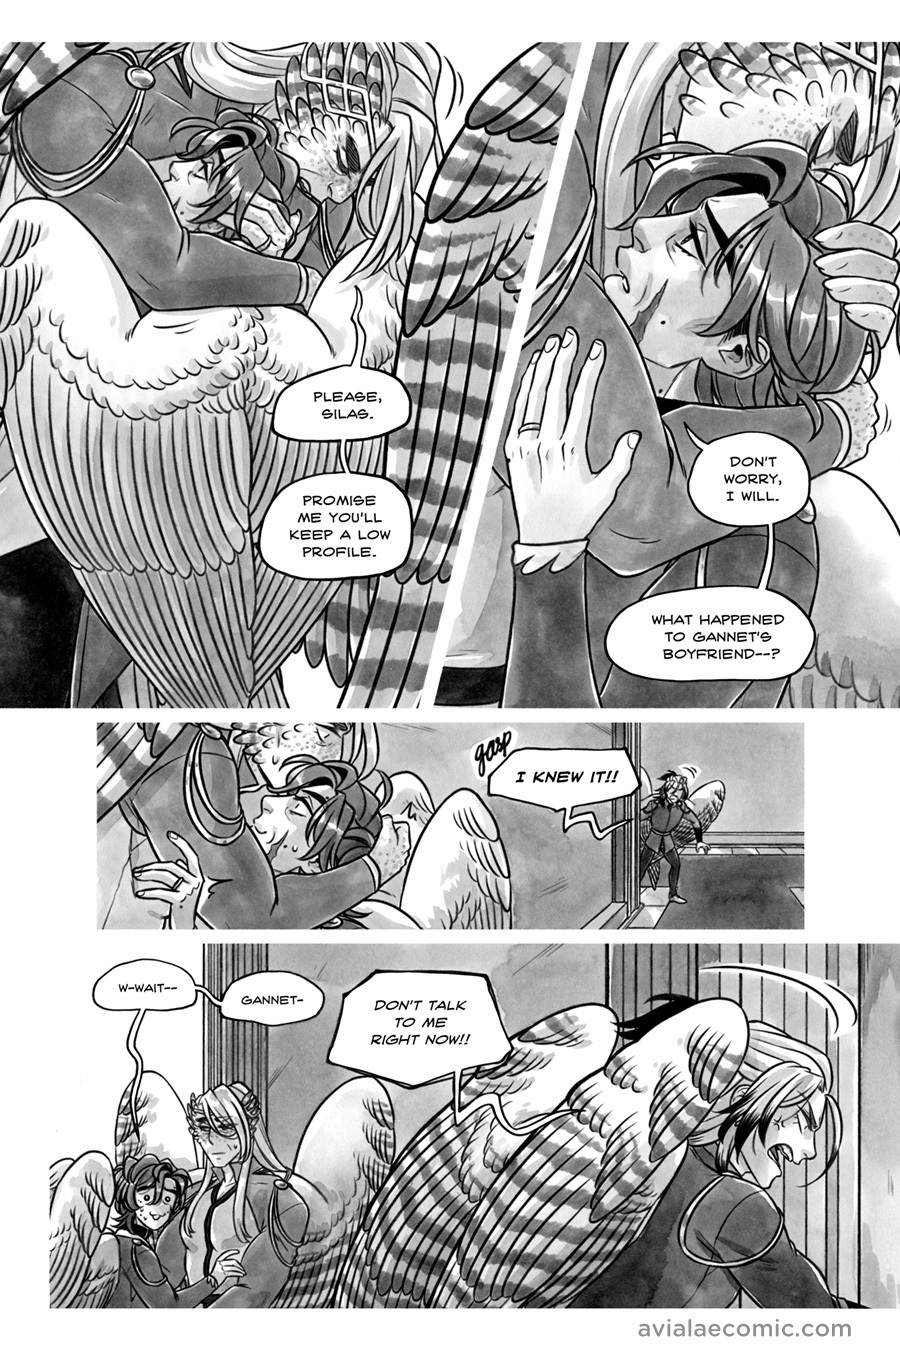 PLEASE,
SILAS.
PROMISE
ME YOU'LL
KEEP A LOW
PROFILE.
DON'T
WORRY,
I WILL.
WHAT HAPPENED
TO GANNET'S
BOYFRIEND--?
gasp
I KNEW IT!!
W-WAIT--
GANNET-
DON'T TALK
TO ME
RIGHT NOW!!
avialaecomic.com